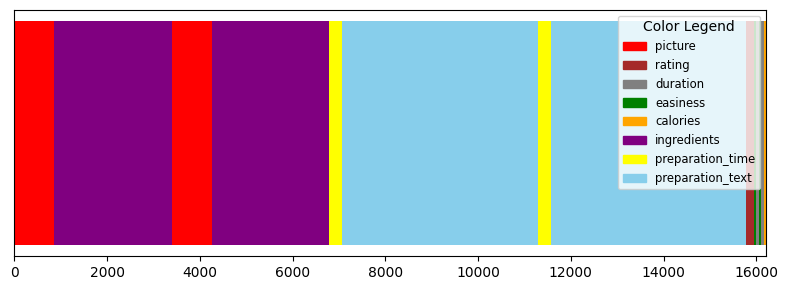 Color Legend
picture
rating
duration
easiness
calories
ingredients
preparation_time
preparation_text
0 2000 4000 6000 8000 10000 12000 14000 16000